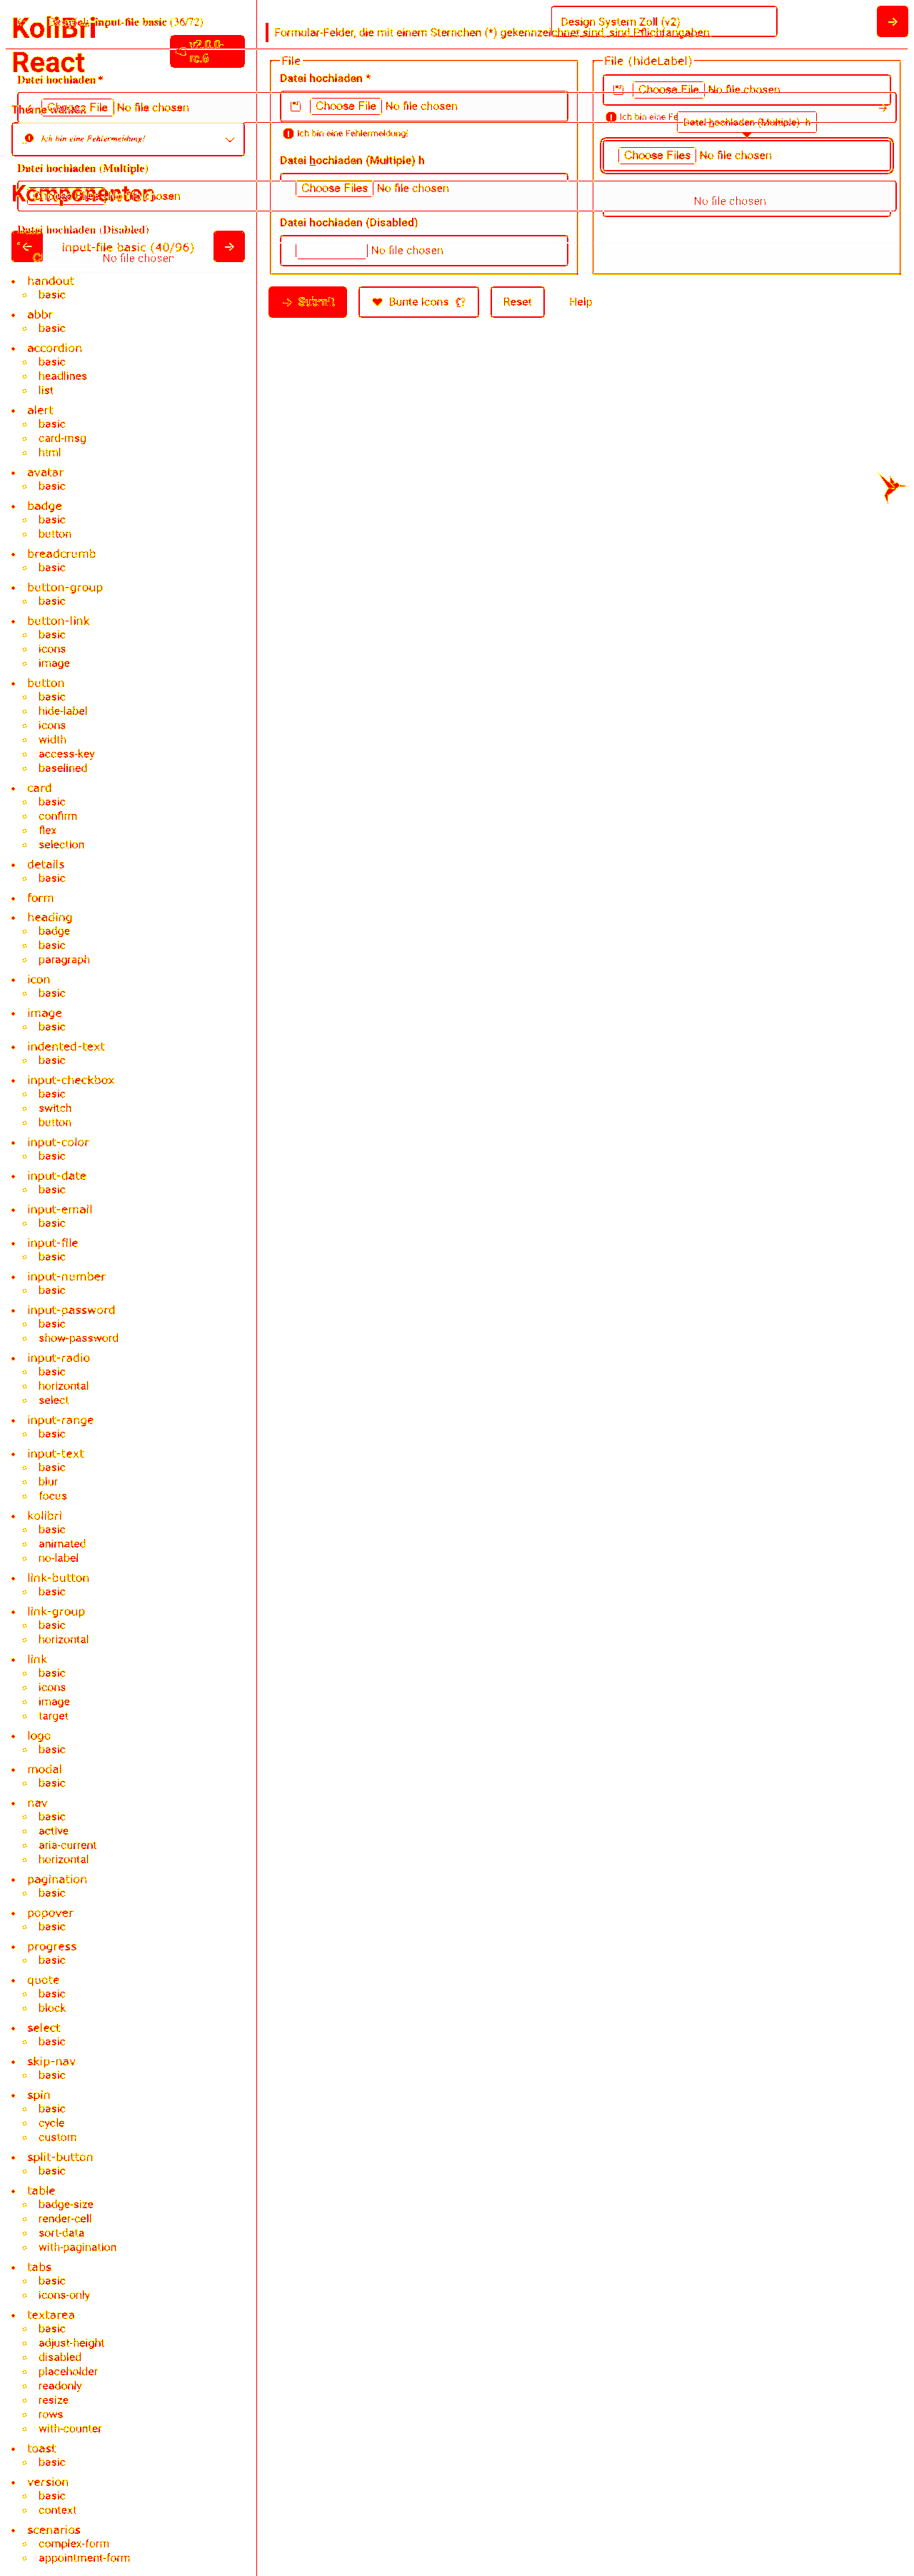 KoliBri
input-file basic (36/72)
Design System Zoll (v2)
Formular-Felder, die mit einem Sternchen (*) gekennzeichnet sind, sind Pflichtangaben.
React
v2.0.0-
rc.6
File
File (hideLabel)
Datei hochladen *
Datei hochladen *
Choose File No file chosen
Choose File No file chosen
Choose File No file chosen
Theme wählen
Ich bin eine Fehlermeldung!
Ich bin eine Fehlermeldung!
Ich bin eine Fe
Datei hochladen (Multiple) h
Choose Files No file chosen
Datei hochladen (Multiple)
Datei hochladen (Multiple) h
Choose Files No file chosen
Komponenten
file chosen
No file chosen
Datei hochladen (Disabled)
Datei hochladen (Disabled)
input-file basic (40/96)
No file chosen
No file chosen
Submit
Bunte Icons
Reset
Help
handout
basic
abbr
basic
accordion
basic
headlines
list
alert
basic
card-msg
html
avatar
basic
badge
basic
button
breadcrumb
basic
button-group
basic
button-link
basic
icons
image
button
basic
hide-label
icons
width
access-key
baselined
card
basic
confirm
flex
selection
details
basic
form
heading
badge
basic
paragraph
icon
basic
image
basic
indented-text
basic
input-checkbox
basic
switch
button
input-color
basic
input-date
basic
input-email
basic
input-file
basic
input-number
basic
input-password
basic
show-password
input-radio
basic
horizontal
select
input-range
basic
input-text
basic
blur
focus
kolibri
basic
animated
no-label
link-button
basic
link-group
basic
horizontal
link
basic
icons
image
target
logo
basic
modal
basic
nav
basic
active
aria-current
horizontal
pagination
basic
popover
basic
progress
basic
quote
basic
block
select
basic
skip-nav
basic
spin
basic
cycle
custom
split-button
basic
table
badge-size
render-cell
sort-data
with-pagination
tabs
basic
icons-only
textarea
basic
adjust-height
disabled
placeholder
readonly
resize
rows
with-counter
toast
basic
version
basic
context
scenarios
complex-form
appointment-form